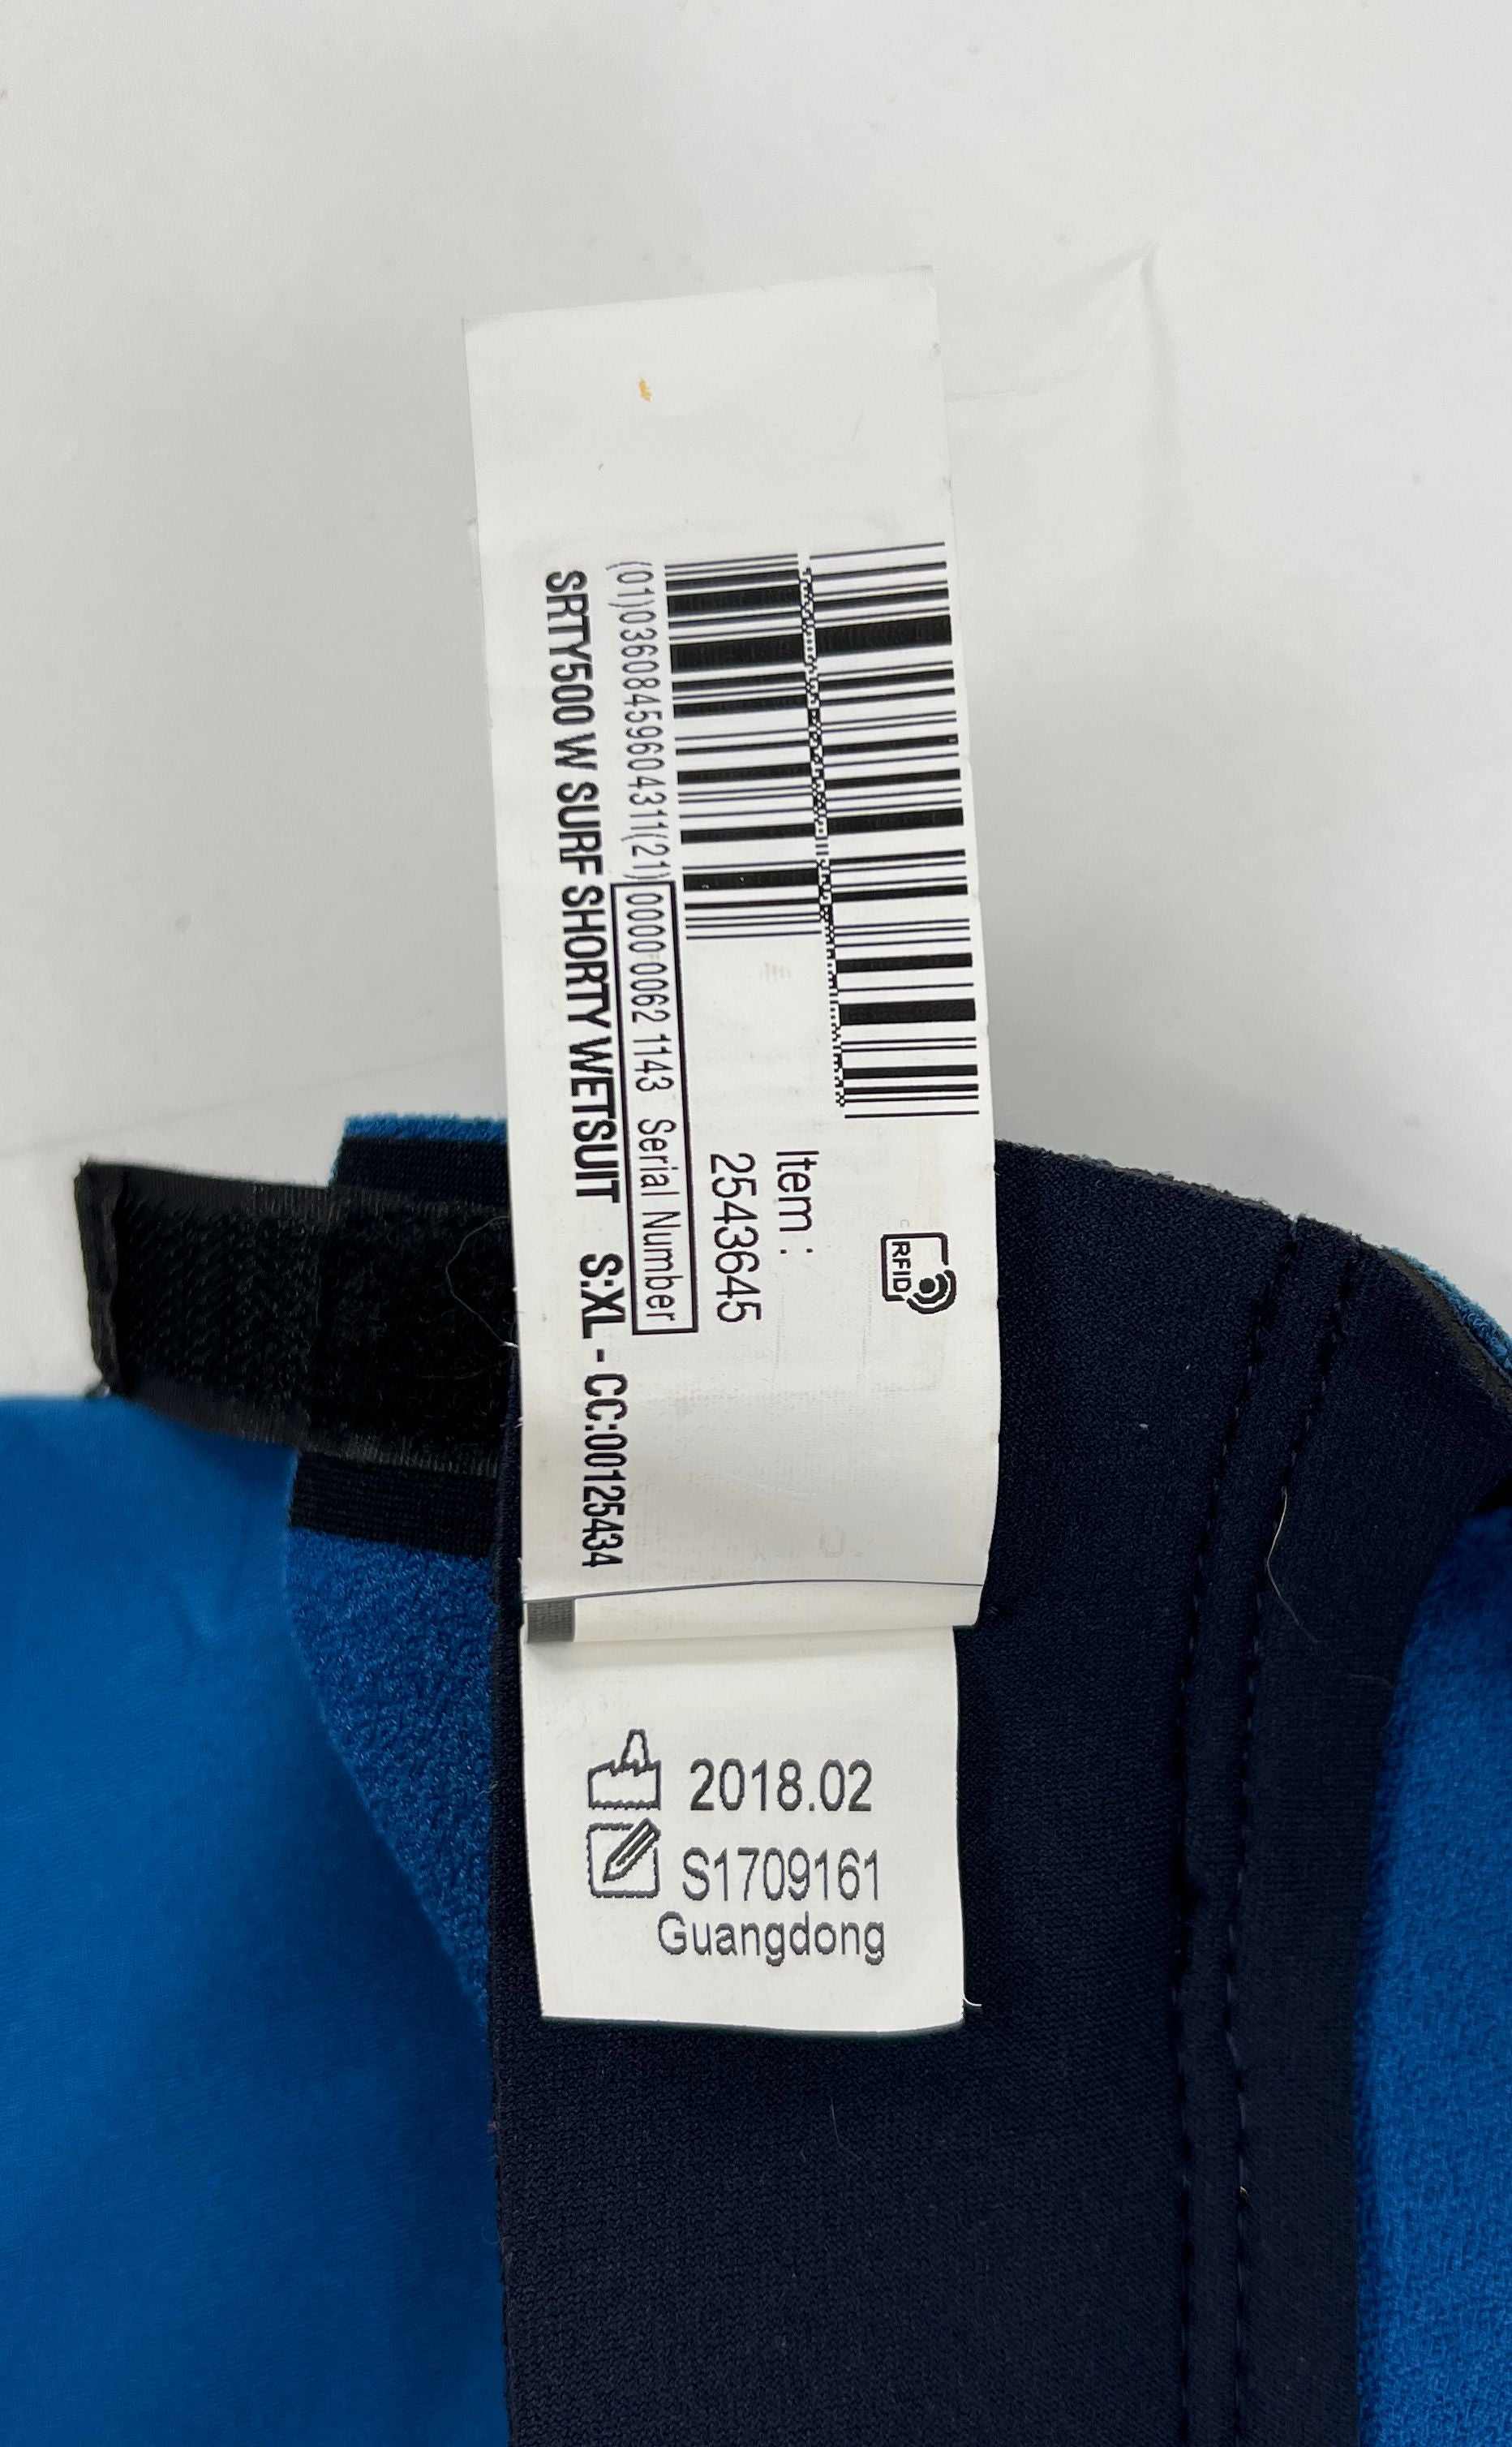 RFID
Item :
2543645
(01)03608459604311(21)0000 0062 1143 Serial Number
SRTY500 W SURF SHORTY WETSUIT S:XL - CC:00125434
2018.02
S1709161
Guangdong